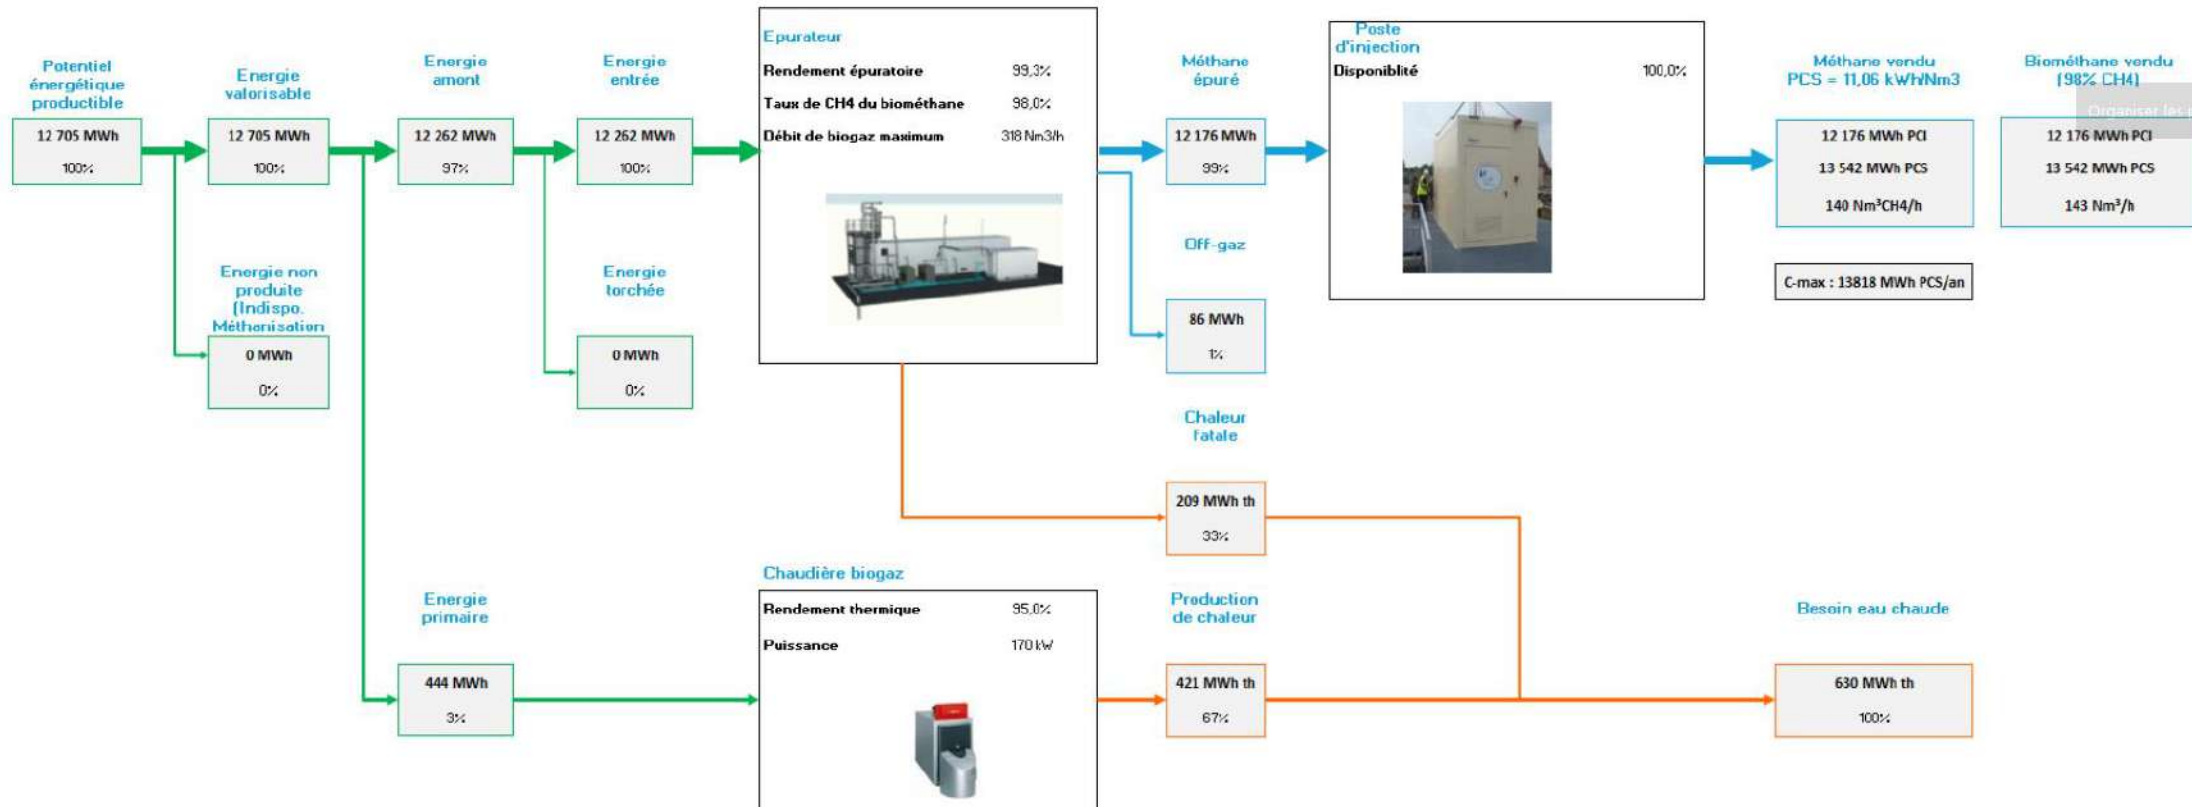 Potentiel
énergétique
productible
12 705 MWh
100%
Energie
valorisable
12 705 MWh
100%
Energie non
produite
(Indispo.
Méthanisation
0 MWh
0%
Energie
amont
12 262 MWh
97%
Energie
entrée
12 262 MWh
100%
Energie
torchée
0 MWh
0%
Epurateur
Rendement épuratoire 99,3%
Taux de CH4 du biométhane 98,0%
Débit de biogaz maximum 318 Nm3/h
Méthane
épuré
12 176 MWh
99%
Off-gaz
86 MWh
1%
Poste
d'injection
Disponiblité 100,0%
Méthane vendu
PCS = 11,06 kWh/Nm3
12 176 MWh PCI
13 542 MWh PCS
140 Nm³CH4/h
C-max : 13818 MWh PCS/an
Biométhane vendu
(98% CH4)
Organiser les
12 176 MWh PCI
13 542 MWh PCS
143 Nm³/h
Chaleur
fatale
209 MWh th
33%
Energie
primaire
444 MWh
3%
Chaudière biogaz
Rendement thermique 95,0%
Puissance 170 kW
Production
de chaleur
421 MWh th
67%
Besoin eau chaude
630 MWh th
100%